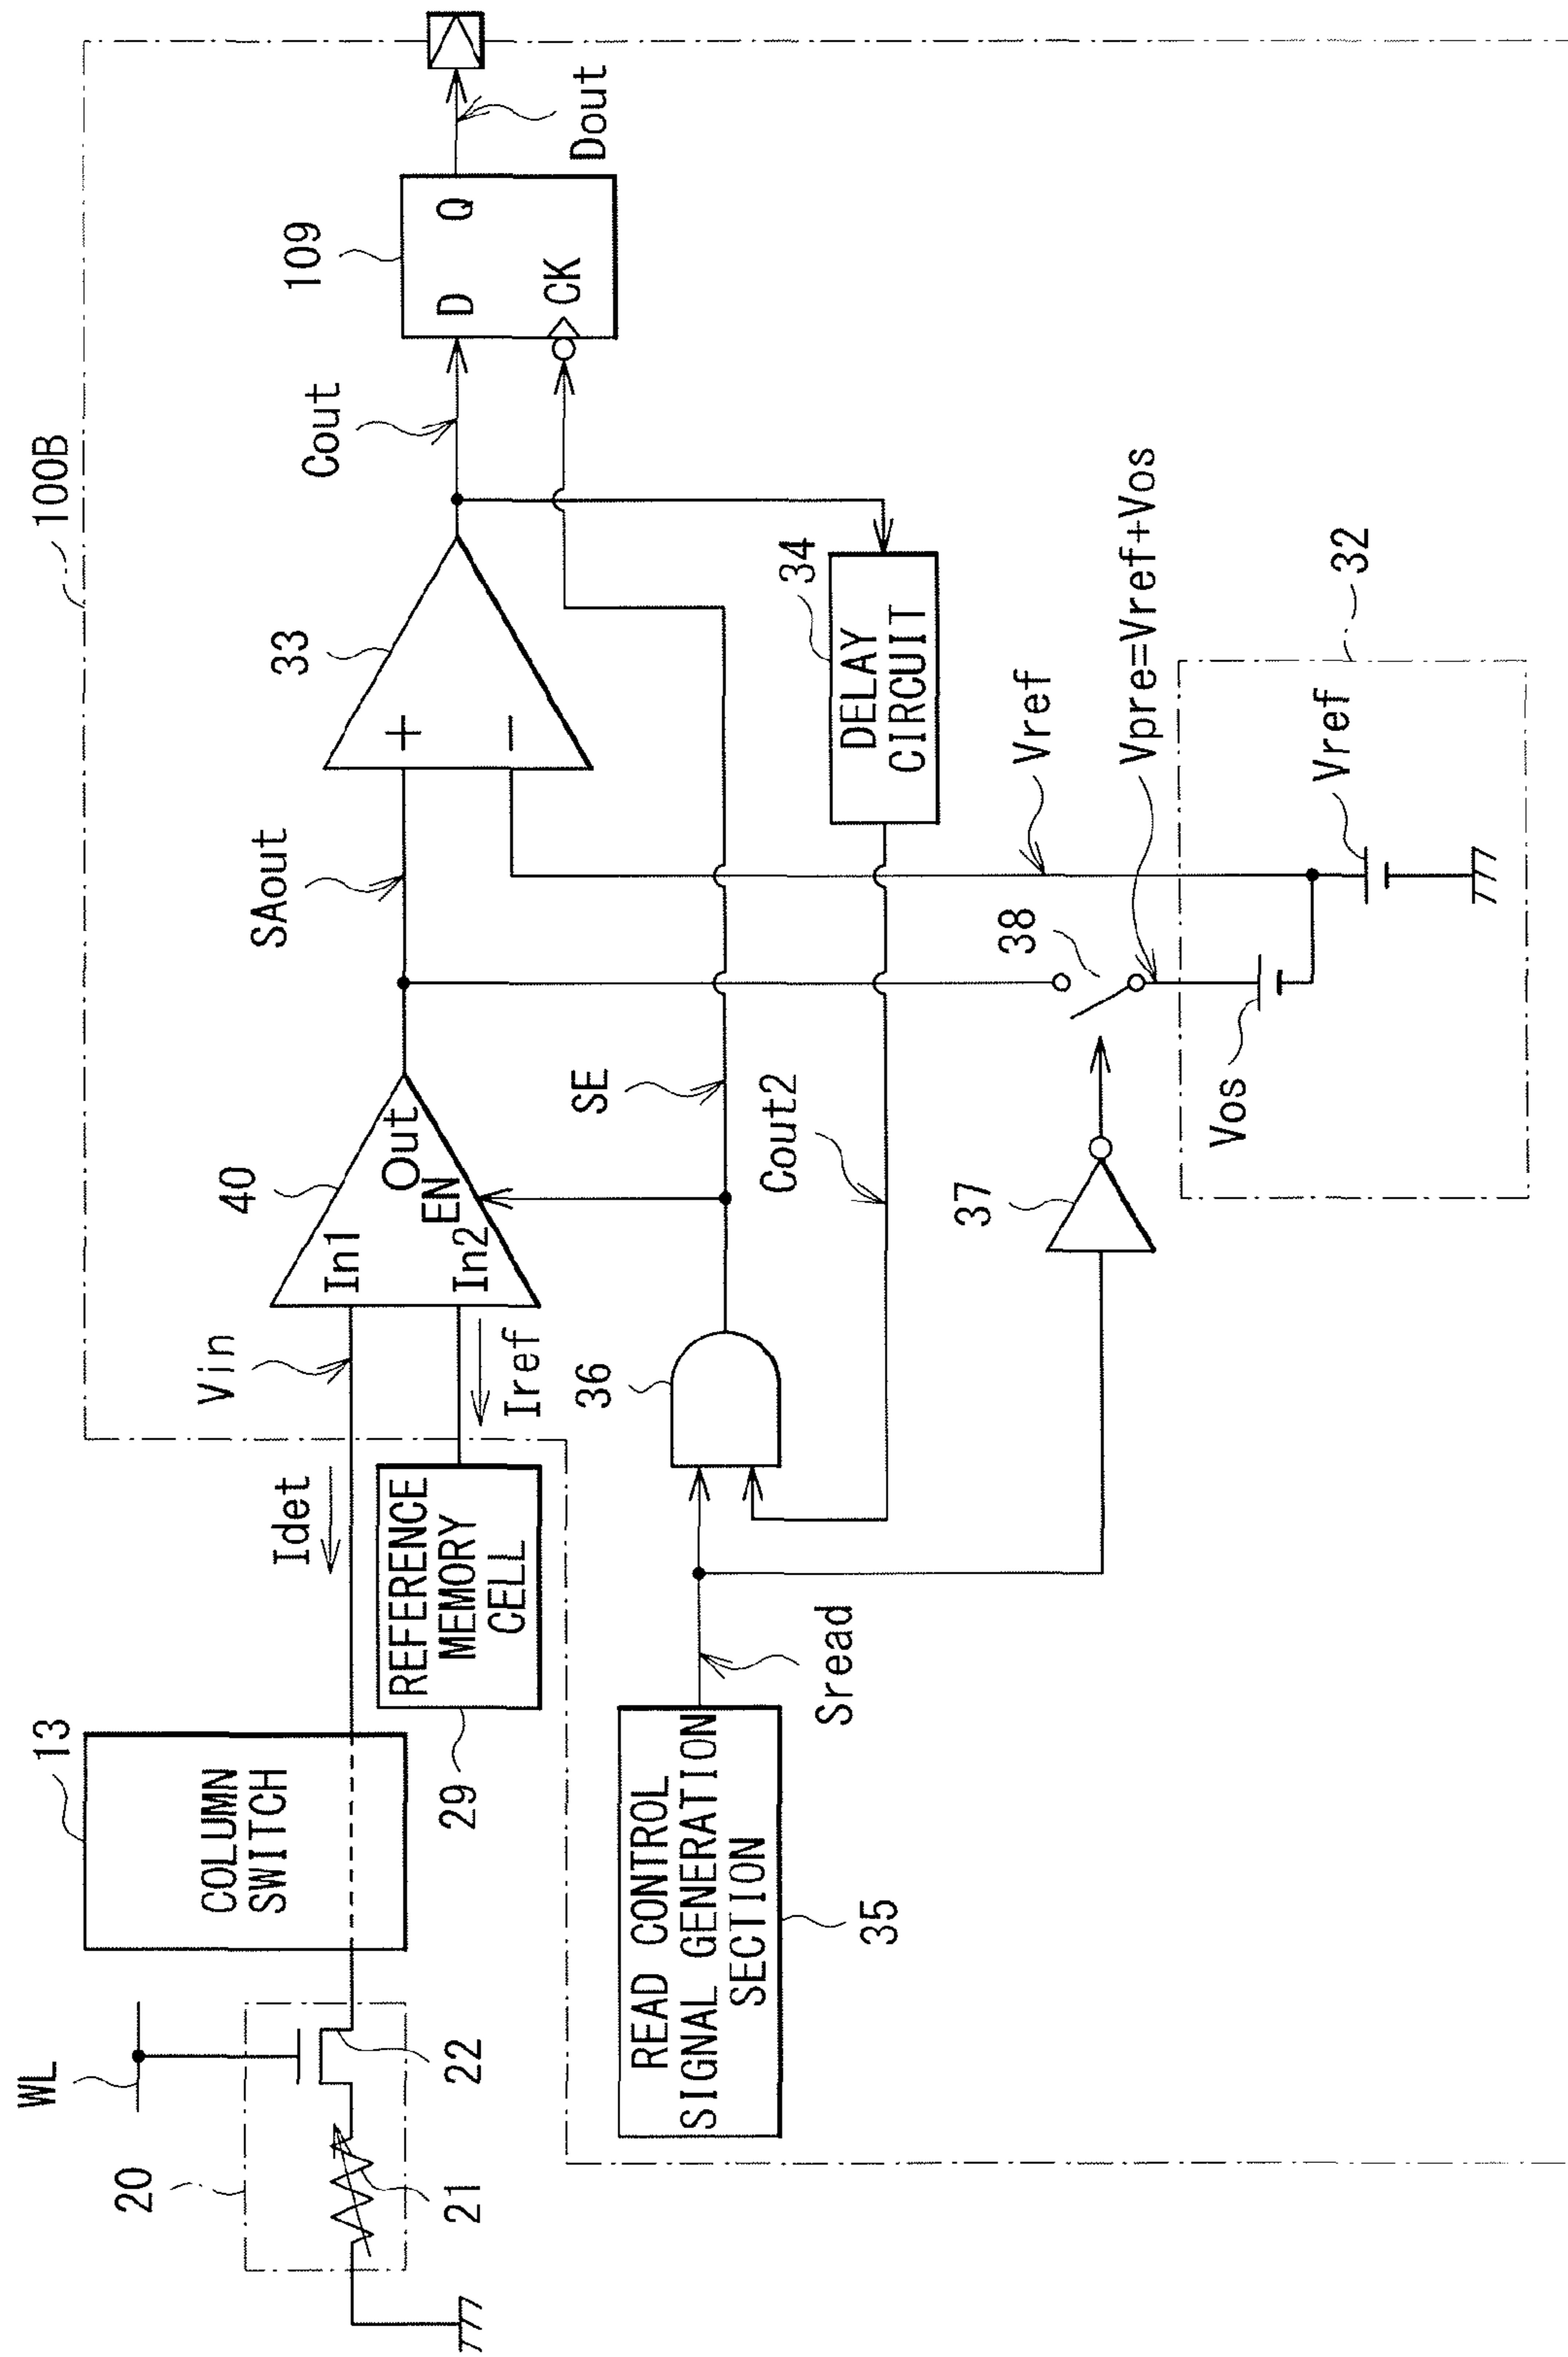 100B
WL
20
21
22
13
COLUMN
SWITCH
Idet
Vin
REFERENCE
MEMORY
CELL
29
Iref
40
In1
In2
EN
Out
SAout
33
+
−
Cout
109
D
Q
CK
Dout
READ CONTROL
SIGNAL GENERATION
SECTION
35
Sread
36
SE
Cout2
34
DELAY
CIRCUIT
37
38
Vref
Vpre=Vref+Vos
32
Vos
Vref